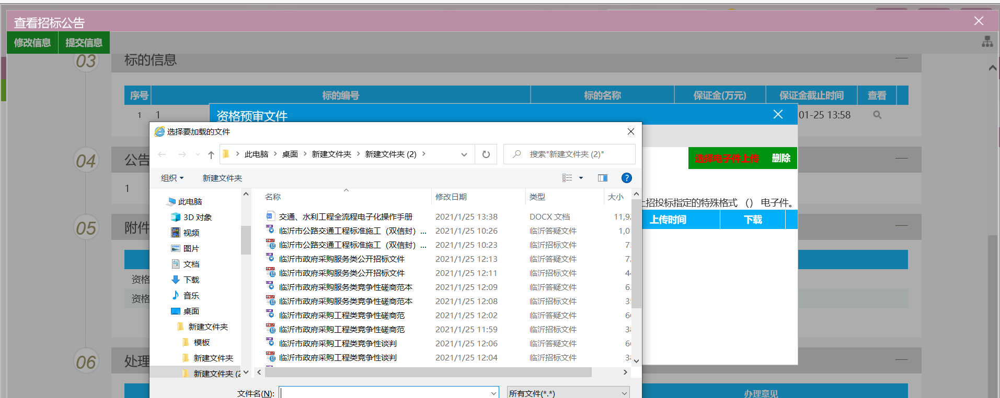 查看招标公告
修改信息 提交信息
03 标的信息
序号 标的编号 标的名称 保证金(万元) 保证金截止时间 查看
1 1 01-25 13:58
资格预审文件
选择要加载的文件
此电脑 桌面 新建文件夹 新建文件夹 (2)
搜索"新建文件夹 (2)"
选择电子件上传 删除
组织 新建文件夹
04 公告
1
名称 修改日期 类型 大小
此电脑
3D 对象
视频
图片
文档
下载
音乐
桌面
新建文件夹
模板
新建文件夹
新建文件夹 (2
交通、水利工程全流程电子化操作手册 2021/1/25 13:38 DOCX 文档 11,9
临沂市公路交通工程标准施工（双信封）... 2021/1/25 10:26 临沂答疑文件 1,0
临沂市公路交通工程标准施工（双信封）... 2021/1/25 10:23 临沂招标文件 7
临沂市政府采购服务类公开招标文件 2021/1/25 12:13 临沂答疑文件 7
临沂市政府采购服务类公开招标文件 2021/1/25 12:11 临沂招标文件 4
临沂市政府采购服务类竞争性磋商范本 2021/1/25 12:09 临沂答疑文件 6
临沂市政府采购服务类竞争性磋商范本 2021/1/25 12:08 临沂招标文件 3
临沂市政府采购工程类竞争性磋商范 2021/1/25 12:02 临沂答疑文件 6
临沂市政府采购工程类竞争性磋商范 2021/1/25 11:59 临沂招标文件 3
临沂市政府采购工程类竞争性谈判 2021/1/25 12:06 临沂答疑文件 6
临沂市政府采购工程类竞争性谈判 2021/1/25 12:04 临沂招标文件 3
上招投标指定的特殊格式 （） 电子件。
上传时间 下载
05 附件
资格
资格
06 处理
文件名(N): 所有文件(*.*)
办理意见